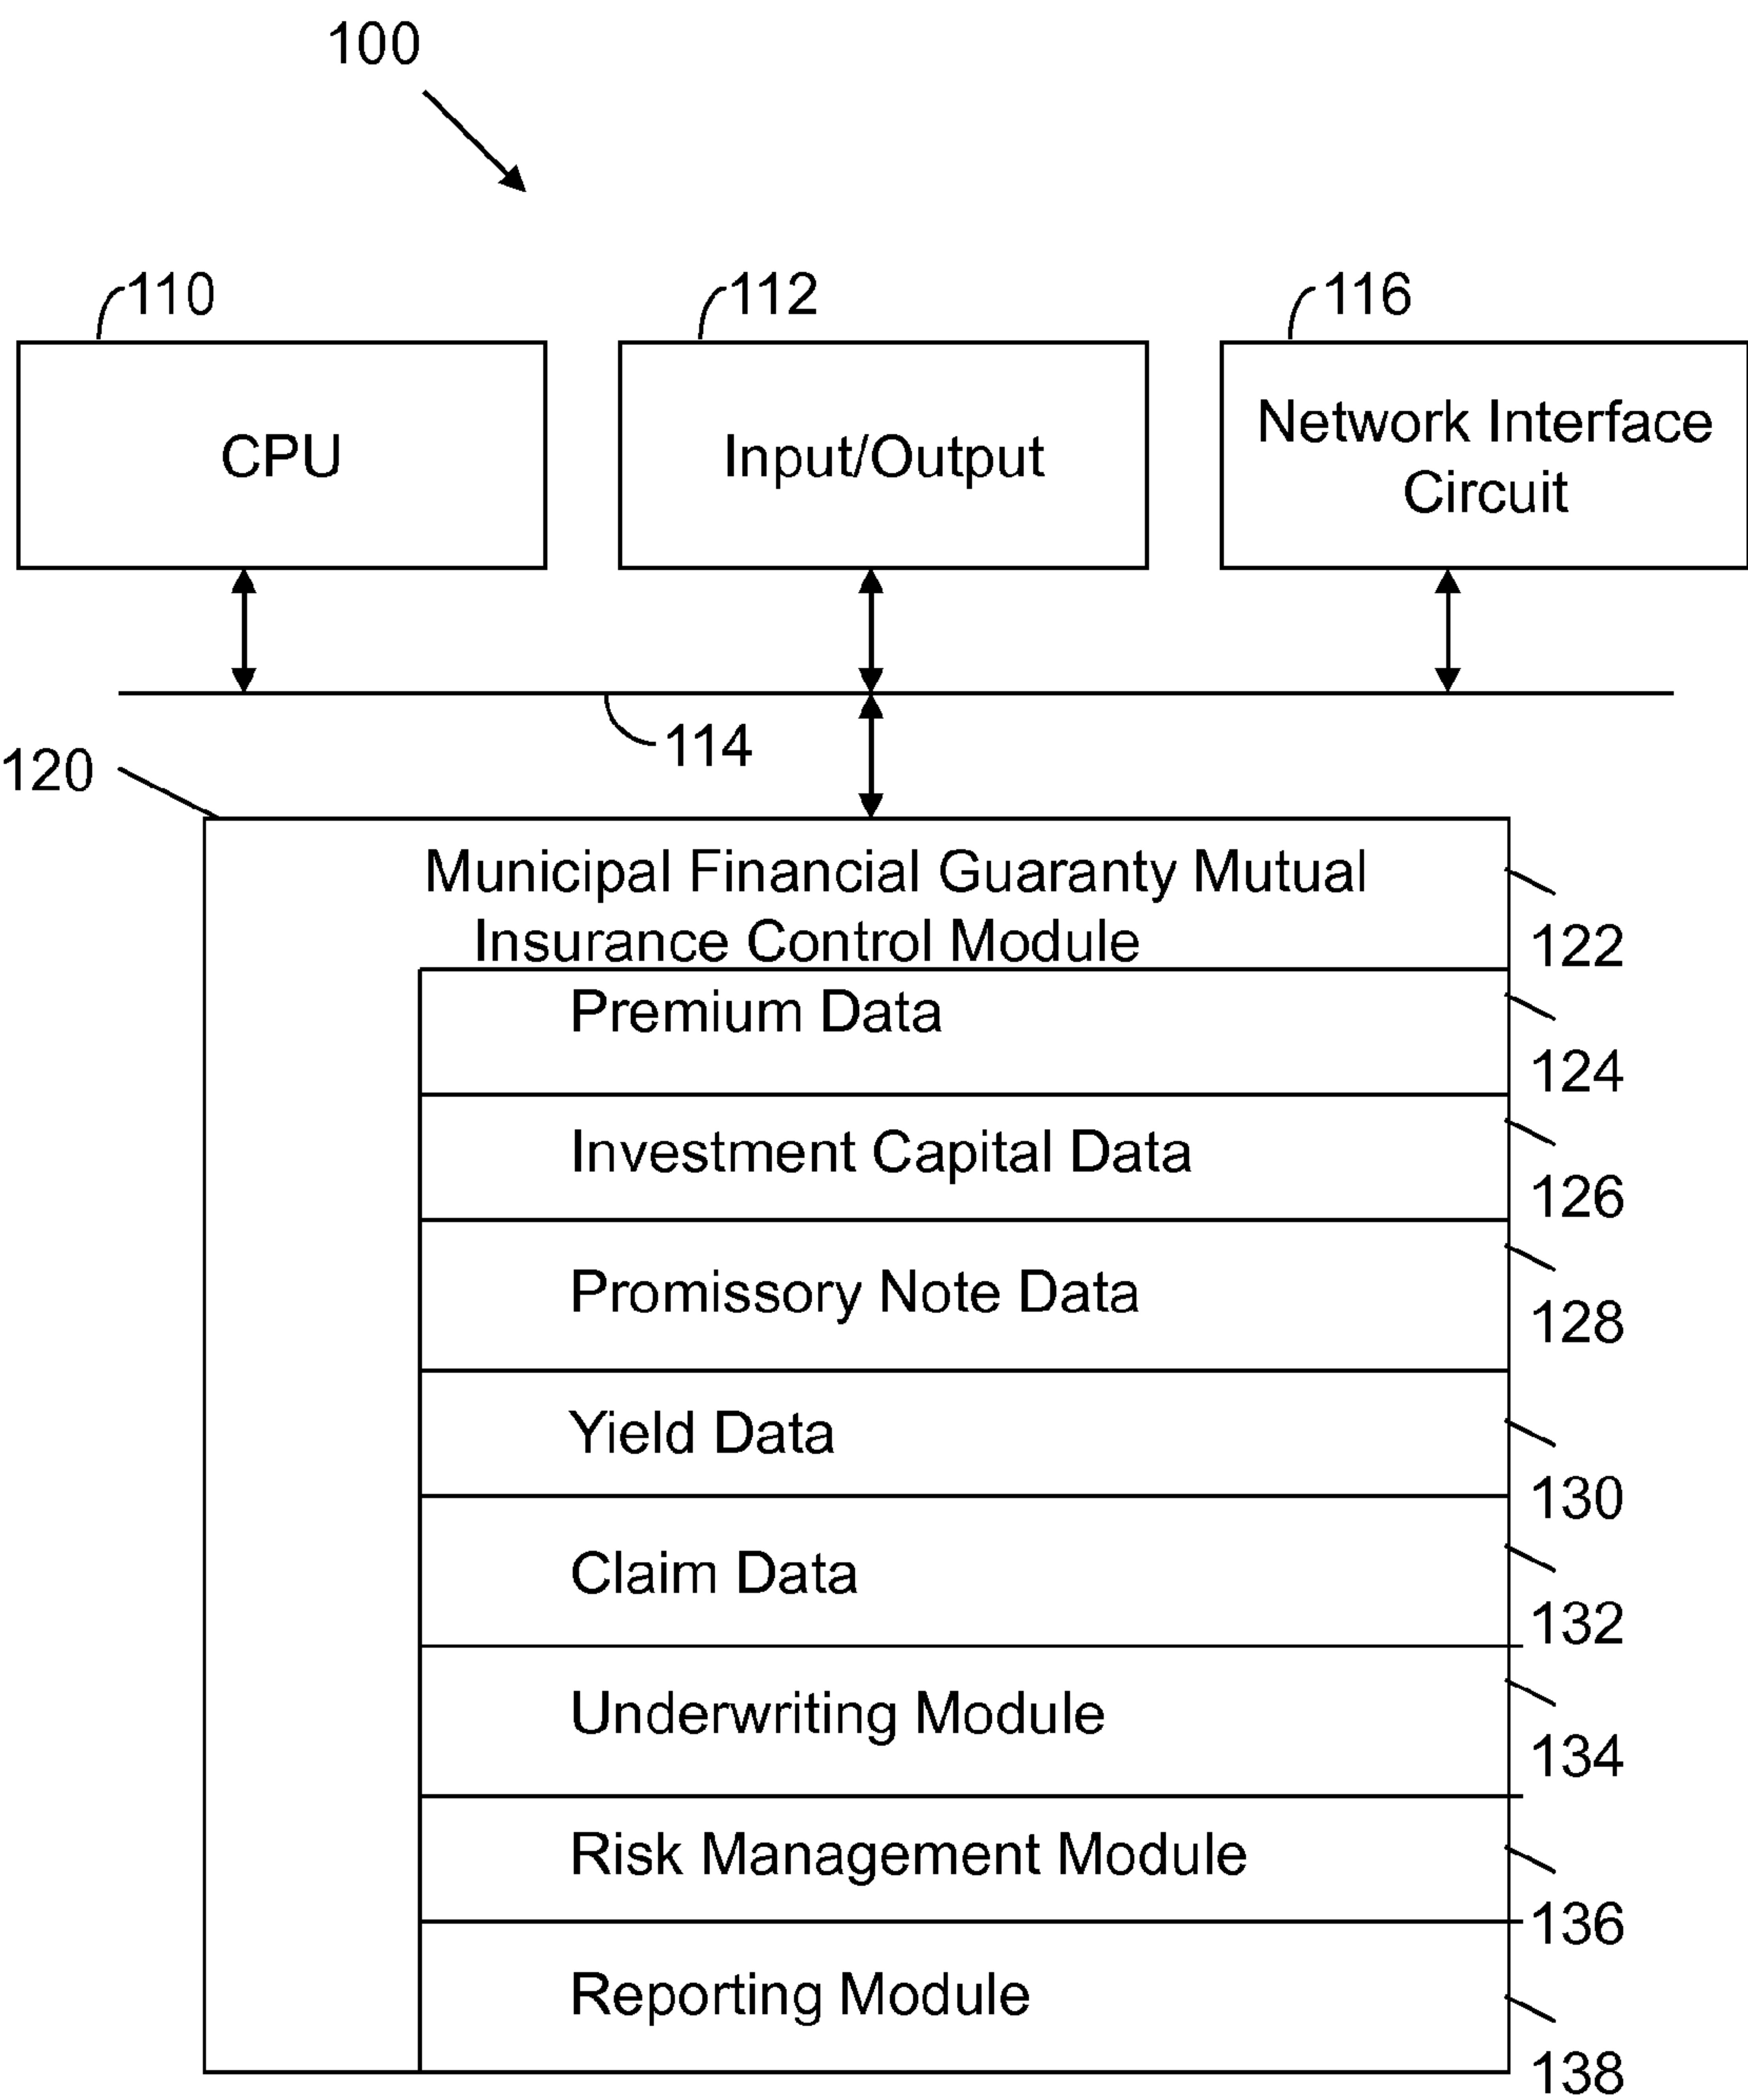 100
110
112
116
CPU
Input/Output
Network Interface
Circuit
114
120
Municipal Financial Guaranty Mutual
Insurance Control Module
122
Premium Data
124
Investment Capital Data
126
Promissory Note Data
128
Yield Data
130
Claim Data
132
Underwriting Module
134
Risk Management Module
136
Reporting Module
138